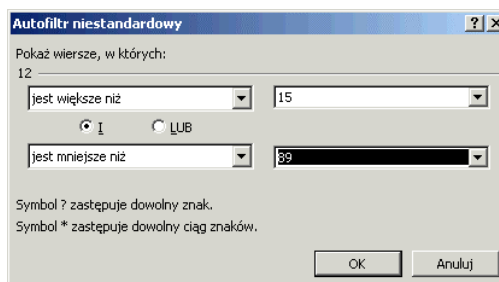 Autofiltr niestandardowy
Pokaż wiersze, w których:
12
jest większe niż 15
I LUB
jest mniejsze niż 89
Symbol ? zastępuje dowolny znak.
Symbol * zastępuje dowolny ciąg znaków.
OK Anuluj